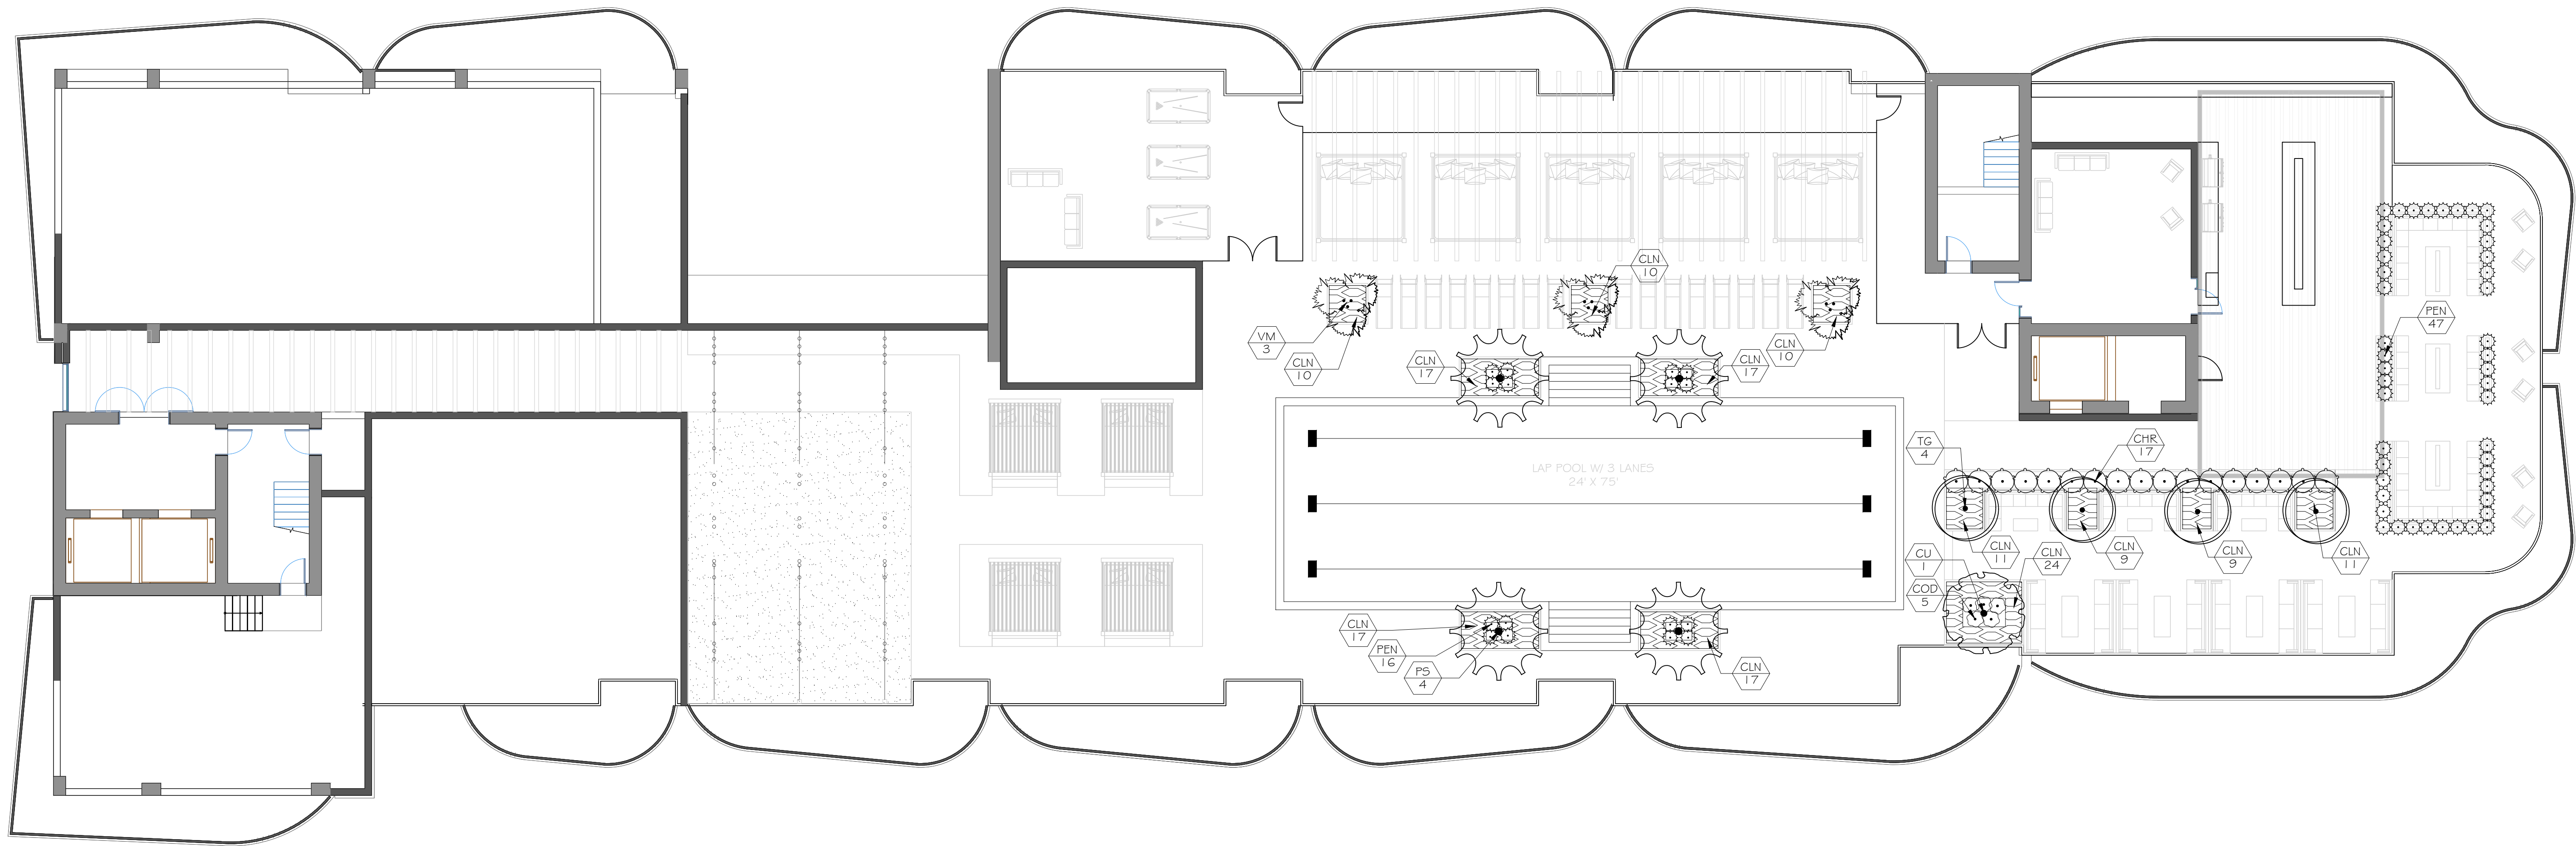 CLN
10
PEN
47
VM
3
CLN
10
CLN
10
CLN
17
CLN
17
LAP POOL W/ 3 LANES
24' X 75'
TG
4
CHR
17
CLN
11
CLN
24
CLN
9
CLN
9
CLN
11
CU
1
COD
5
CLN
17
PEN
16
PS
4
CLN
17